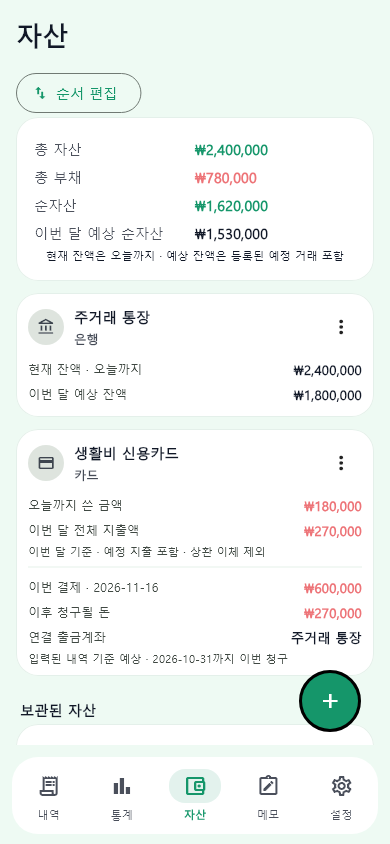 자산
순서 편집
총 자산 ₩2,400,000
총 부채 ₩780,000
순자산 ₩1,620,000
이번 달 예상 순자산 ₩1,530,000
현재 잔액은 오늘까지 · 예상 잔액은 등록된 예정 거래 포함
주거래 통장
은행
현재 잔액 · 오늘까지 ₩2,400,000
이번 달 예상 잔액 ₩1,800,000
생활비 신용카드
카드
오늘까지 쓴 금액 ₩180,000
이번 달 전체 지출액 ₩270,000
이번 달 기준 · 예정 지출 포함 · 상환 이체 제외
이번 결제 · 2026-11-16 ₩600,000
이후 청구될 돈 ₩270,000
연결 출금계좌 주거래 통장
입력된 내역 기준 예상 · 2026-10-31까지 이번 청구
보관된 자산
내역 통계 자산 메모 설정